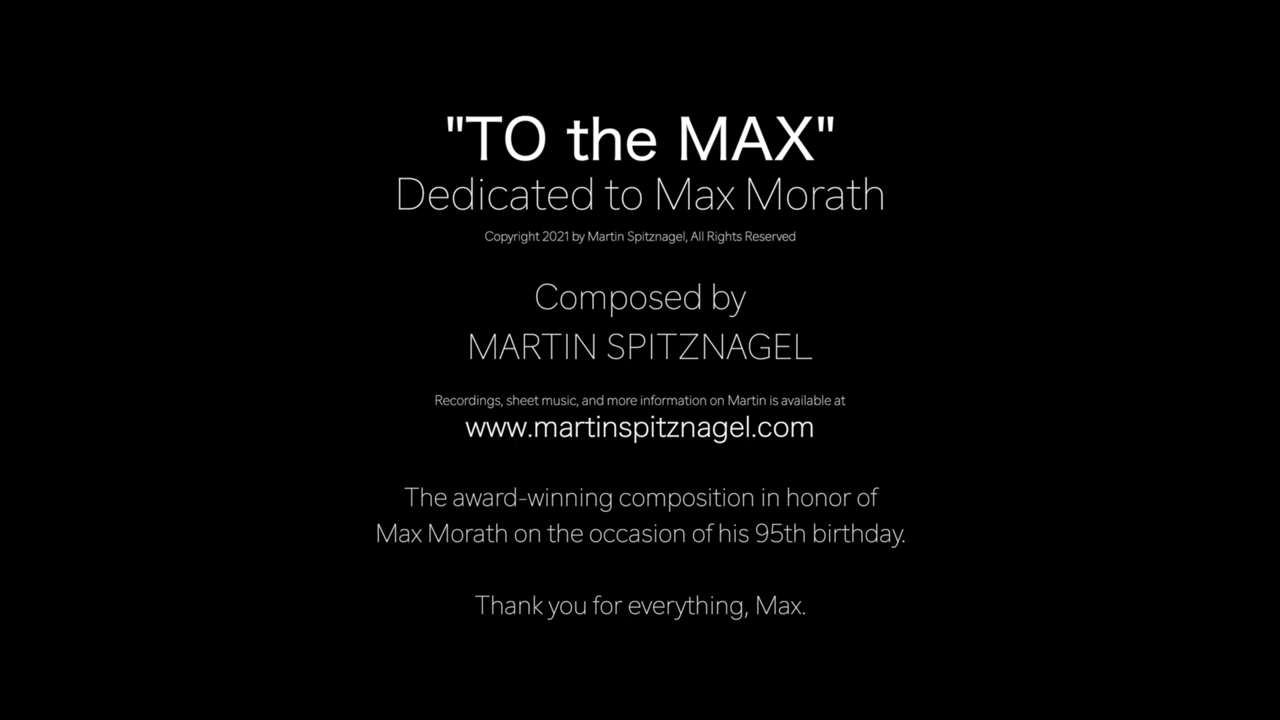 "TO the MAX"
Dedicated to Max Morath
Copyright 2021 by Martin Spitznagel, All Rights Reserved
Composed by
MARTIN SPITZNAGEL
Recordings, sheet music, and more information on Martin is available at
www.martinspitznagel.com
The award-winning composition in honor of
Max Morath on the occasion of his 95th birthday.
Thank you for everything, Max.